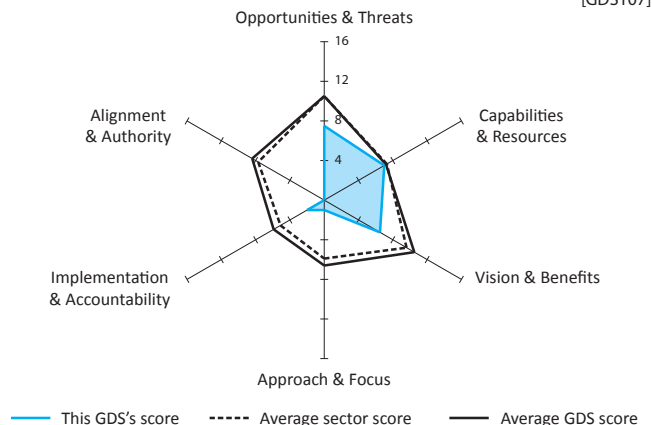 [GDS107]
Opportunities & Threats
16
12
8
4
Alignment
& Authority
Capabilities
& Resources
Implementation
& Accountability
Vision & Benefits
Approach & Focus
This GDS's score
Average sector score
Average GDS score